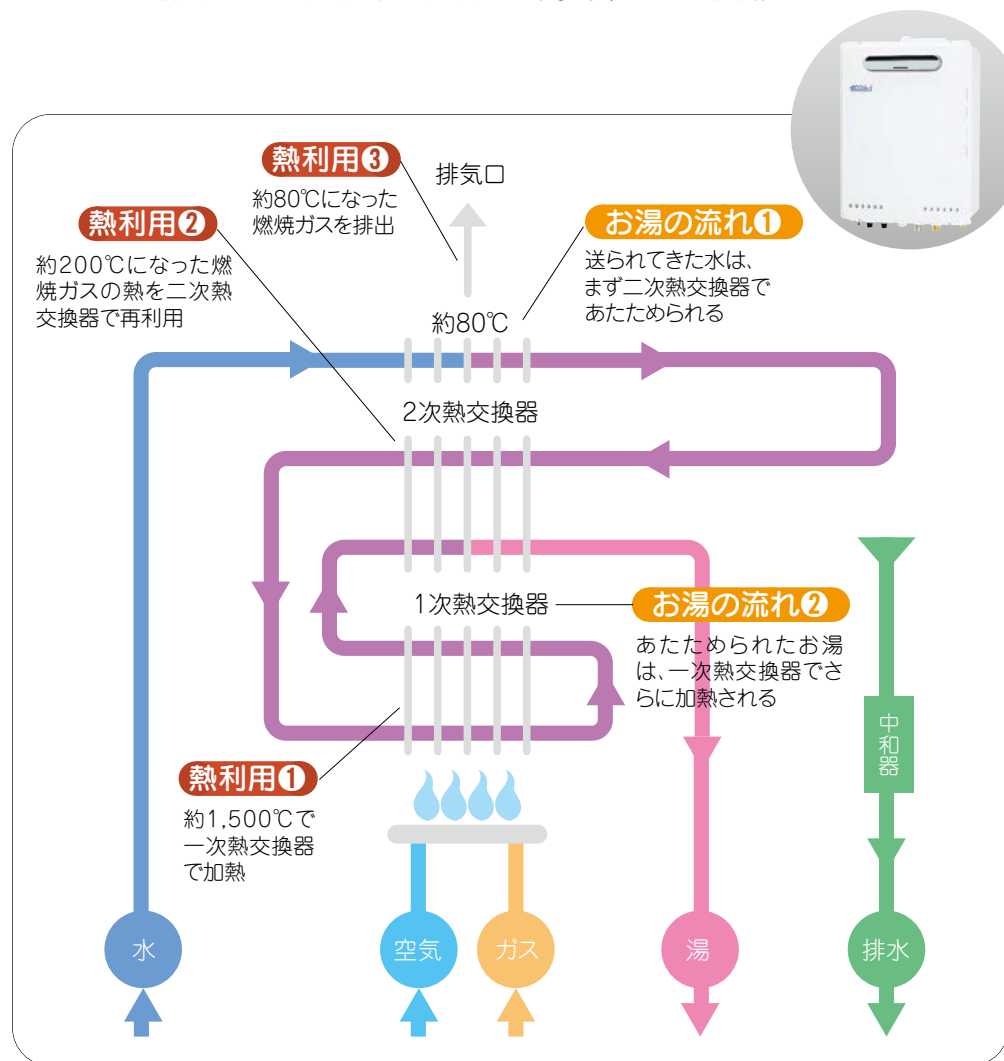 熱利用❸
約80℃になった
燃焼ガスを排出
排気口
熱利用❷
約200℃になった燃
焼ガスの熱を二次熱
交換器で再利用
お湯の流れ❶
送られてきた水は、
まず二次熱交換器で
あたためられる
約80℃
2次熱交換器
1次熱交換器
お湯の流れ❷
あたためられたお湯
は、一次熱交換器でさ
らに加熱される
中和器
熱利用❶
約1,500℃で
一次熱交換器
で加熱
水
空気
ガス
湯
排水